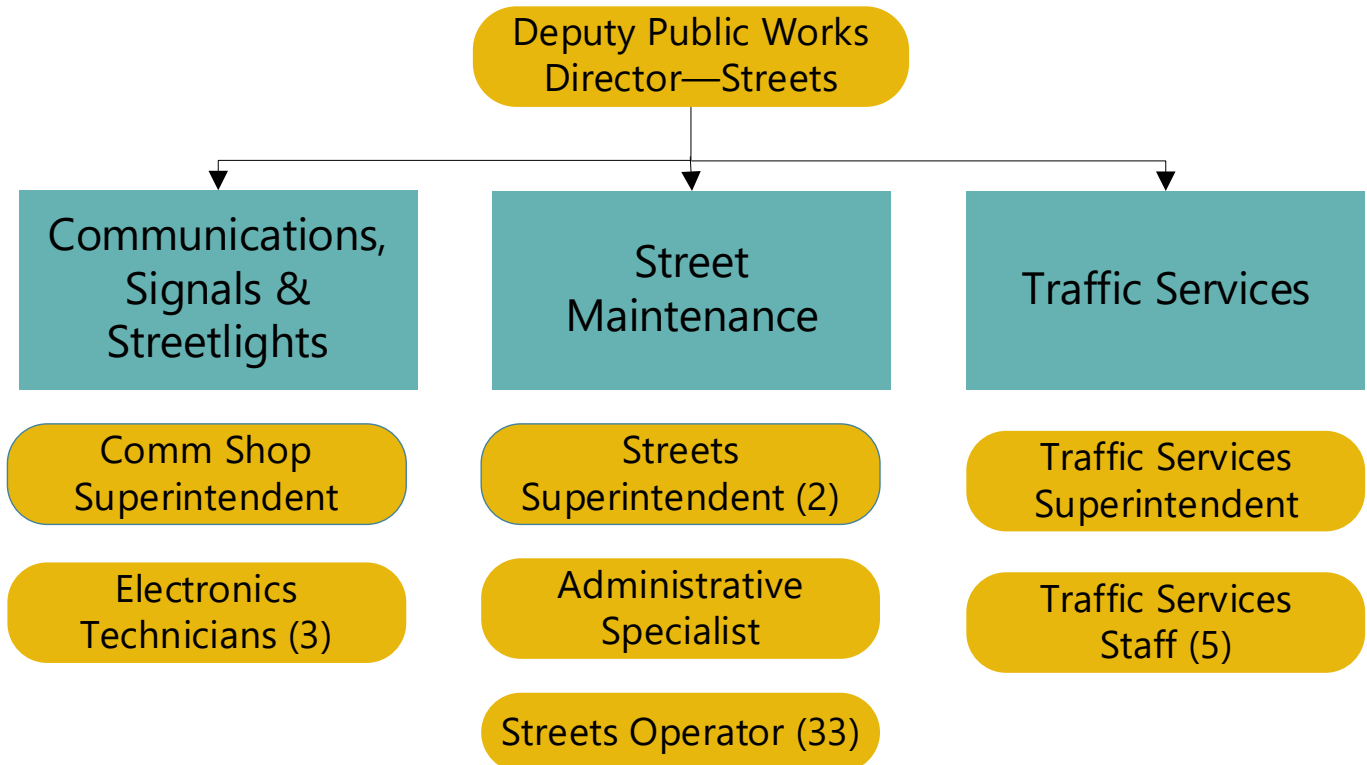 Deputy Public Works
Director—Streets
Communications,
Signals &
Streetlights
Street
Maintenance
Traffic Services
Comm Shop
Superintendent
Streets
Superintendent (2)
Traffic Services
Superintendent
Electronics
Technicians (3)
Administrative
Specialist
Traffic Services
Staff (5)
Streets Operator (33)